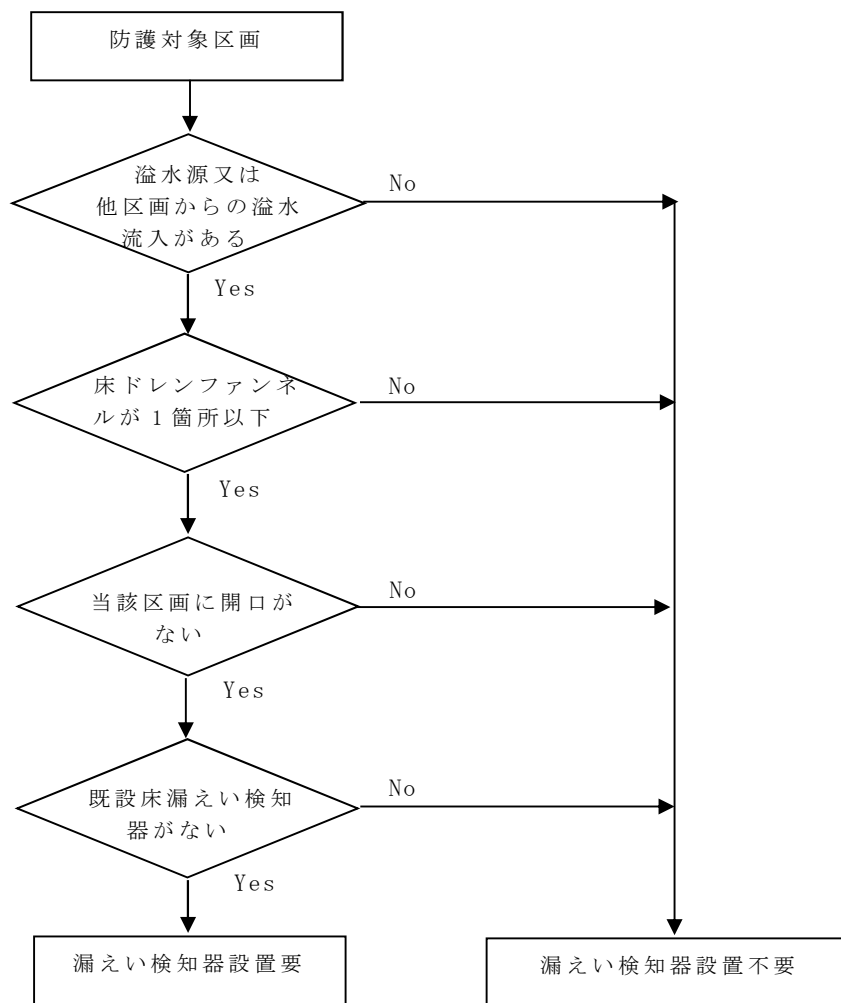 防護対象区画
溢水源又は
他区画からの溢水
流入がある
No
Yes
床ドレンファンネ
ルが1箇所以下
No
Yes
当該区画に開口が
ない
No
Yes
既設床漏えい検知
器がない
No
Yes
漏えい検知器設置要
漏えい検知器設置不要